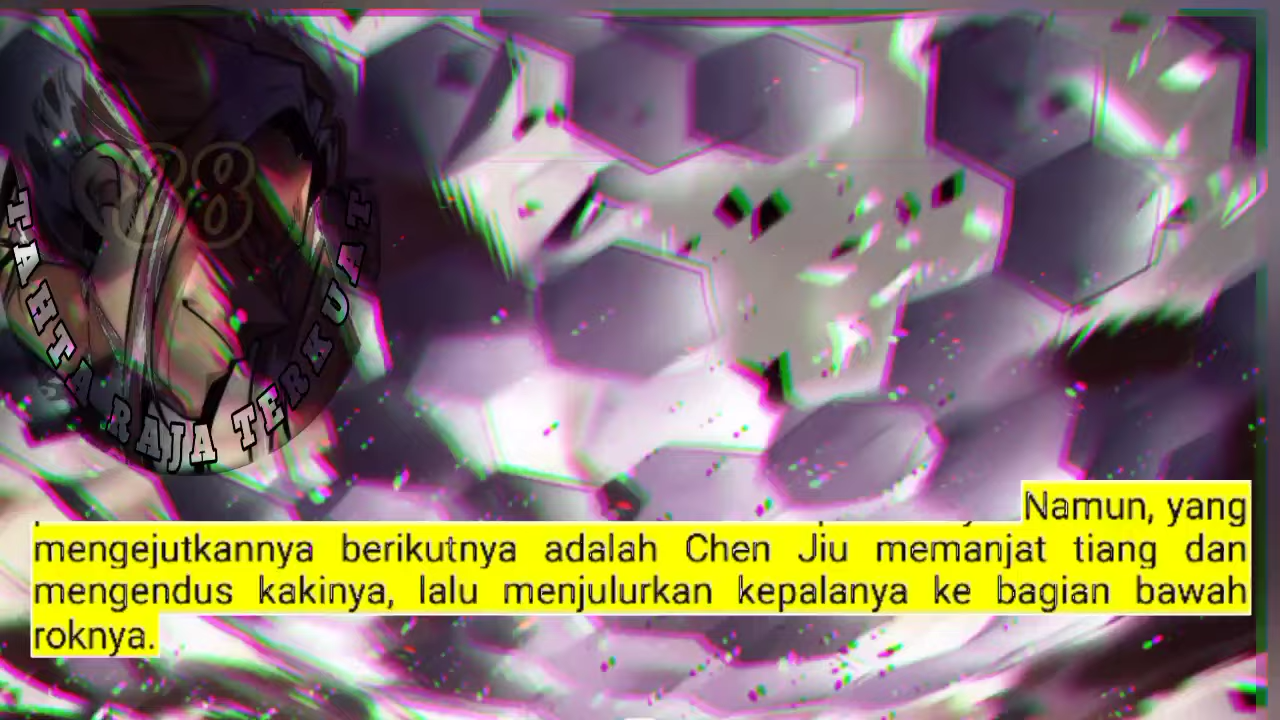 88
TAHTA RAJA TERKUAT
Namun, yang
mengejutkannya berikutnya adalah Chen Jiu memanjat tiang dan
mengendus kakinya, lalu menjulurkan kepalanya ke bagian bawah
roknya.